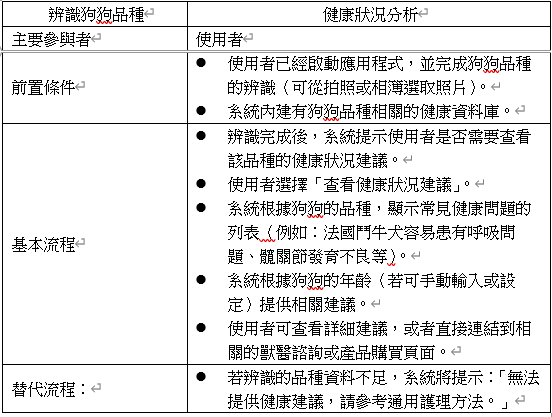 辨識狗狗品種 健康狀況分析
主要參與者 使用者
前置條件
● 使用者已經啟動應用程式，並完成狗狗品種
的辨識（可從拍照或相簿選取照片）。
● 系統內建有狗狗品種相關的健康資料庫。
基本流程
● 辨識完成後，系統提示使用者是否需要查看
該品種的健康狀況建議。
● 使用者選擇「查看健康狀況建議」。
● 系統根據狗狗的品種，顯示常見健康問題的
列表（例如：法國鬥牛犬容易患有呼吸問
題、髖關節發育不良等）。
● 系統根據狗狗的年齡（若可手動輸入或設
定）提供相關建議。
● 使用者可查看詳細建議，或者直接連結到相
關的獸醫諮詢或產品購買頁面。
替代流程：
● 若辨識的品種資料不足，系統將提示：「無法
提供健康建議，請參考通用護理方法。」